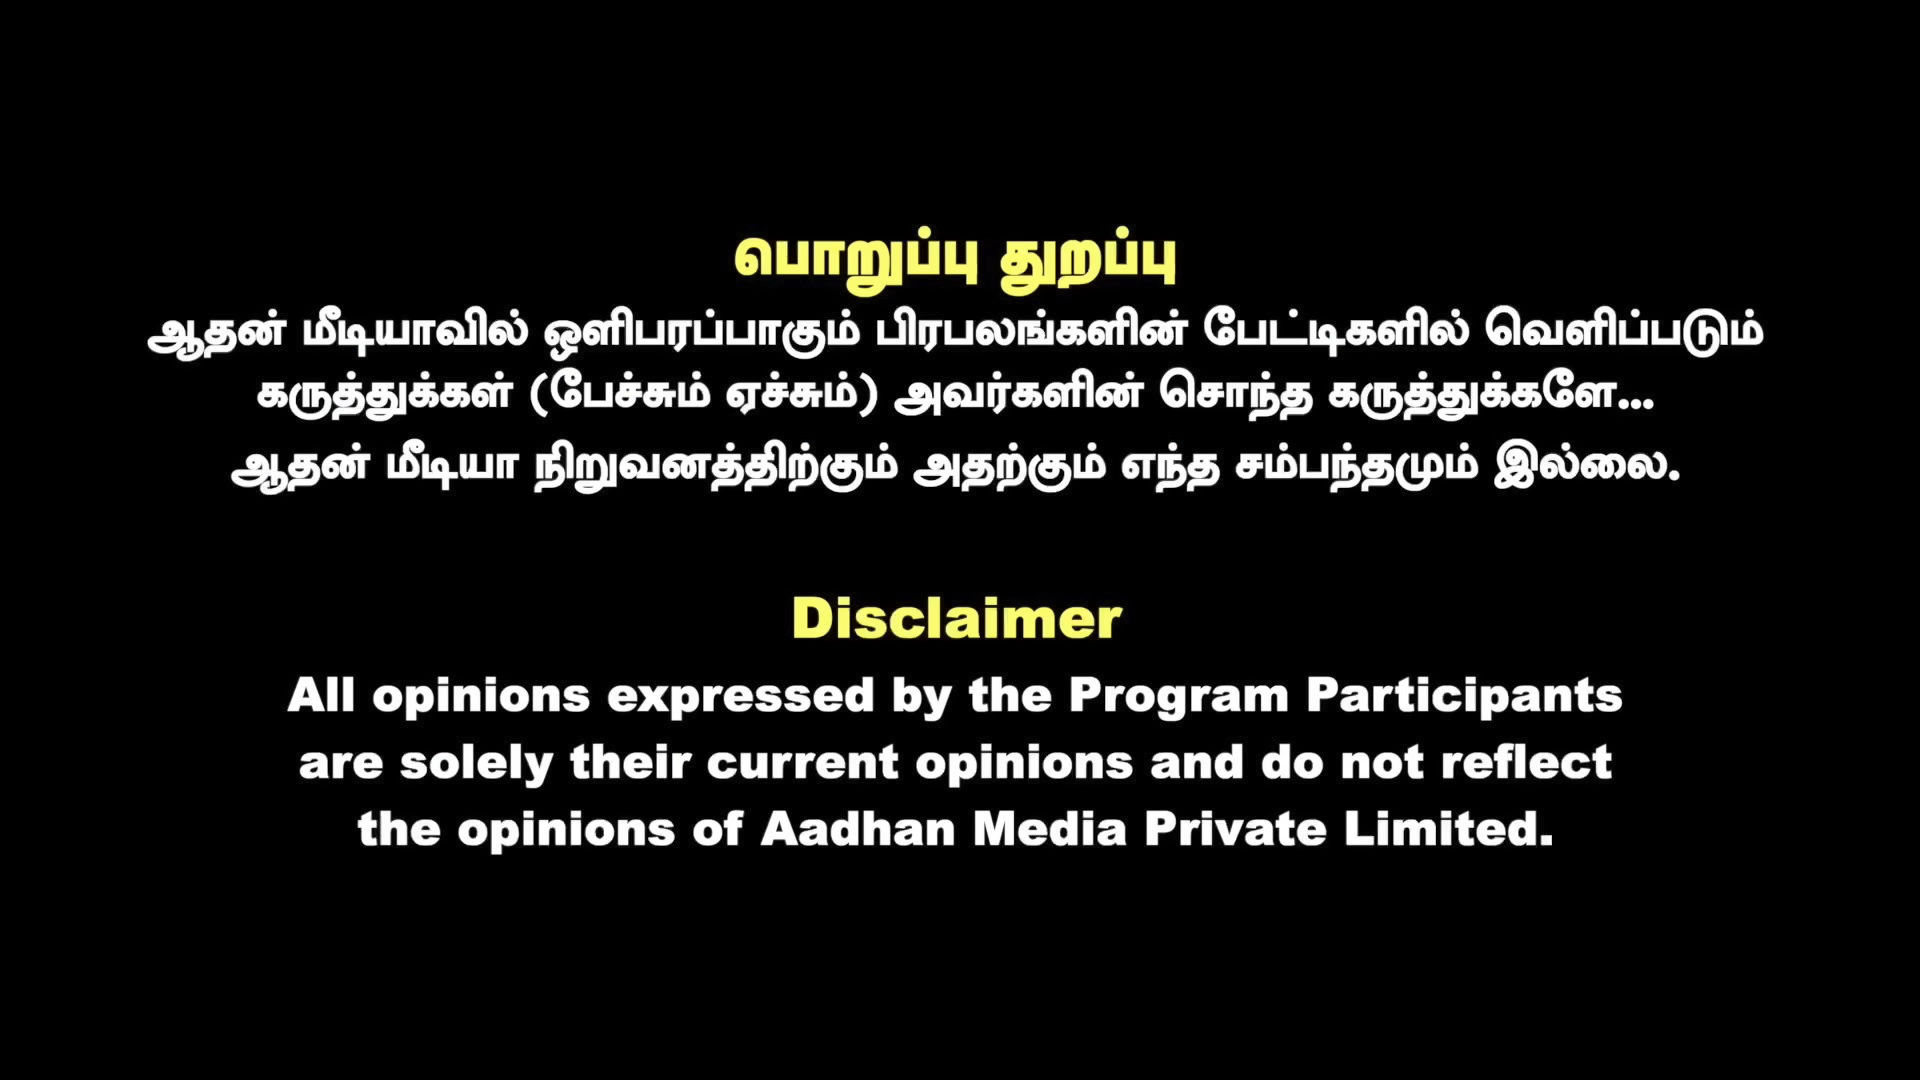 பொறுப்பு துறப்பு
ஆதன் மீடியாவில் ஒளிபரப்பாகும் பிரபலங்களின் பேட்டிகளில் வெளிப்படும்
கருத்துக்கள் (பேச்சும் ஏச்சும்) அவர்களின் சொந்த கருத்துக்களே...
ஆதன் மீடியா நிறுவனத்திற்கும் அதற்கும் எந்த சம்பந்தமும் இல்லை.
Disclaimer
All opinions expressed by the Program Participants
are solely their current opinions and do not reflect
the opinions of Aadhan Media Private Limited.